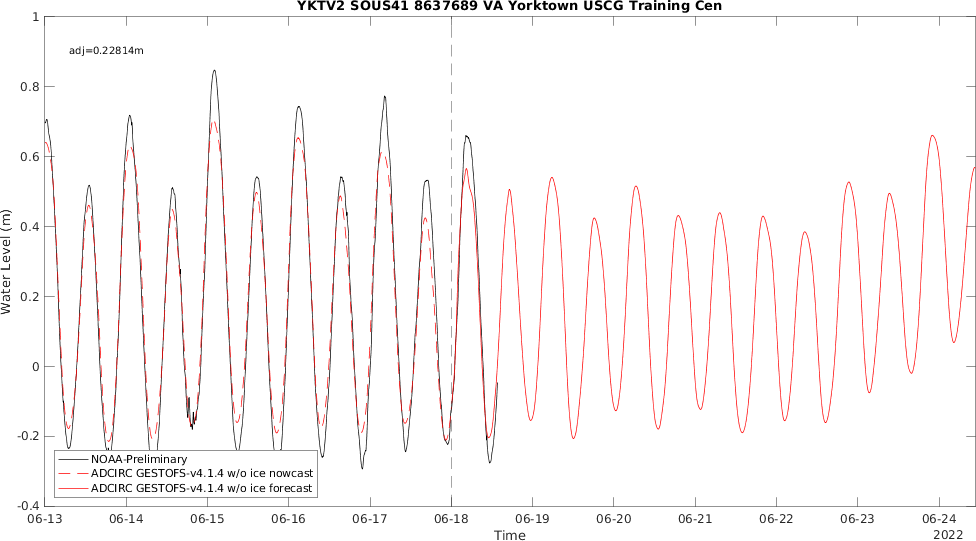 YKTV2 SOUS41 8637689 VA Yorktown USCG Training Cen
adj=0.22814m
Water Level (m)
1
0.8
0.6
0.4
0.2
0
-0.2
-0.4
NOAA-Preliminary
ADCIRC GESTOFS-v4.1.4 w/o ice nowcast
ADCIRC GESTOFS-v4.1.4 w/o ice forecast
06-13 06-14 06-15 06-16 06-17 06-18 06-19 06-20 06-21 06-22 06-23 06-24
Time
2022